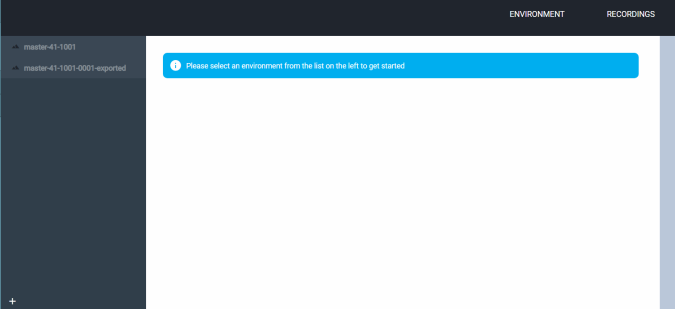 ENVIRONMENT RECORDINGS
master-41-1001
master-41-1001-0001-exported
Please select an environment from the list on the left to get started
+